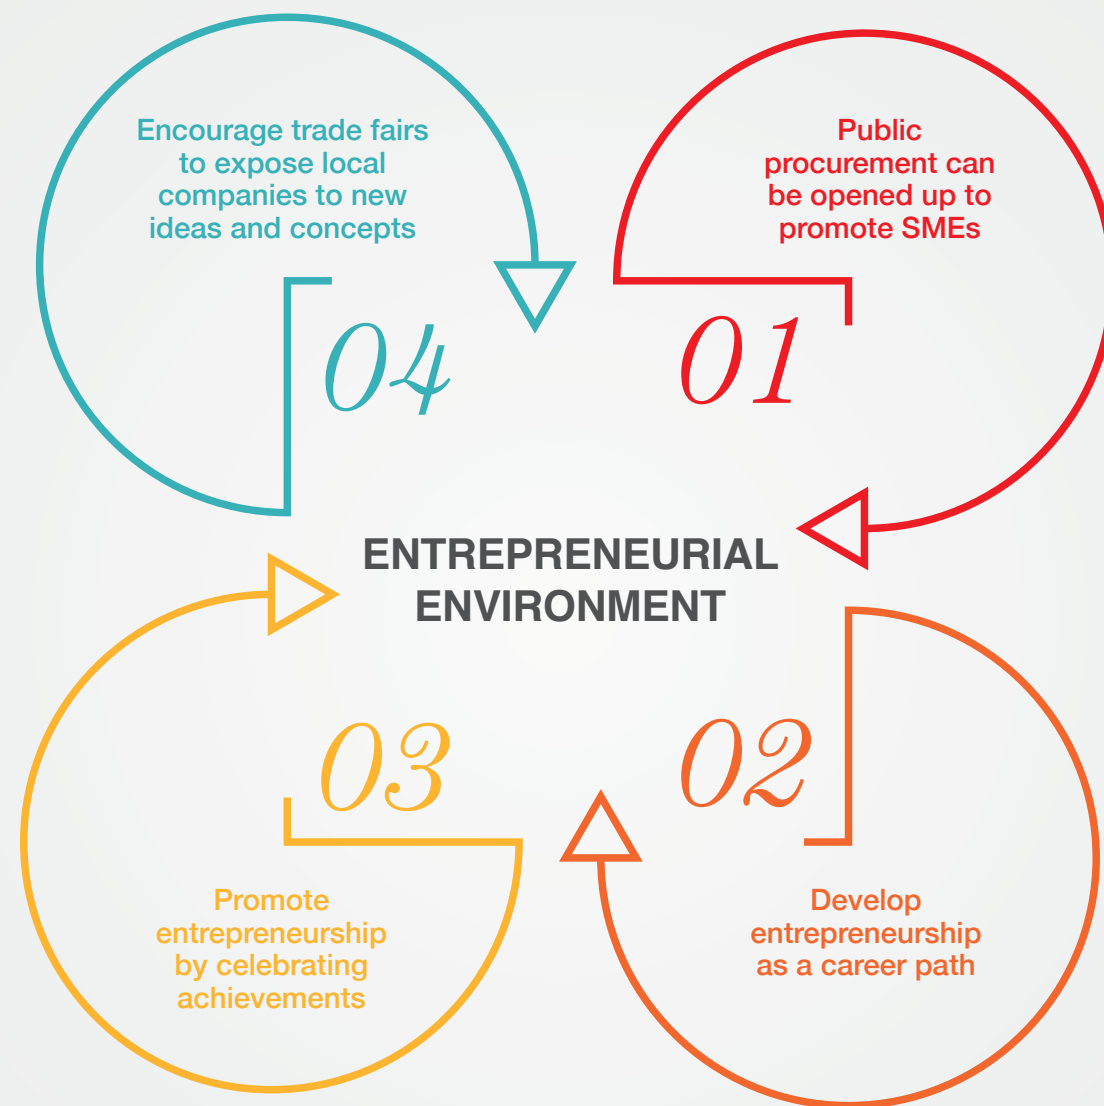 ENTREPRENEURIAL
ENVIRONMENT
01
Public
procurement can
be opened up to
promote SMEs
02
Develop
entrepreneurship
as a career path
03
Promote
entrepreneurship
by celebrating
achievements
04
Encourage trade fairs
to expose local
companies to new
ideas and concepts